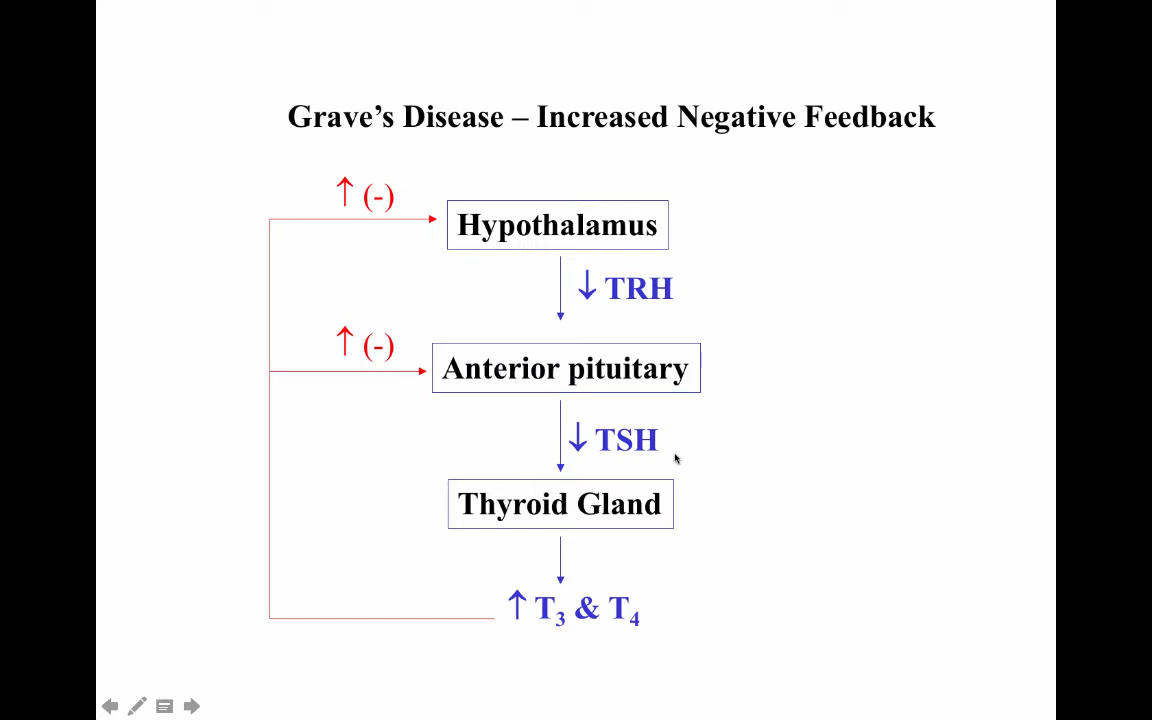 Grave’s Disease – Increased Negative Feedback
↑ (-)
Hypothalamus
↓ TRH
↑ (-)
Anterior pituitary
↓ TSH
Thyroid Gland
↑ T₃ & T₄